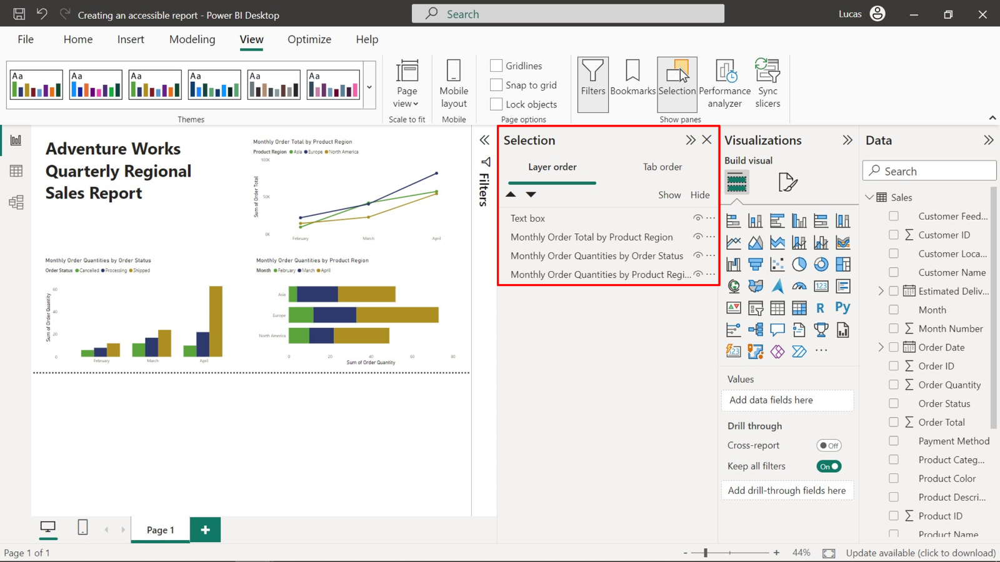 Creating an accessible report - Power BI Desktop
Search
Lucas
File Home Insert Modeling View Optimize Help
Aa Aa Aa Aa Aa Aa
Themes
Page view
Scale to fit
Mobile layout
Mobile
Gridlines
Snap to grid
Lock objects
Page options
Filters
Bookmarks
Selection
Performance analyzer
Sync slicers
Show panes
Adventure Works
Quarterly Regional
Sales Report
Monthly Order Total by Product Region
Product Region Asia Europe North America
100K
50K
0K
Sum of Order Total
February March April
Monthly Order Quantities by Order Status
Order Status Cancelled Processing Shipped
60
40
20
0
Sum of Order Quantity
February March April
Monthly Order Quantities by Product Region
Month February March April
Asia
Europe
North America
0 20 40 60 80
Sum of Order Quantity
Filters
Selection
Layer order Tab order
Show Hide
Text box
Monthly Order Total by Product Region
Monthly Order Quantities by Order Status
Monthly Order Quantities by Product Regi...
Visualizations
Build visual
123
R Py
123
Values
Add data fields here
Drill through
Cross-report Off
Keep all filters On
Add drill-through fields here
Data
Search
Sales
Customer Feed...
Customer ID
Customer Loca...
Customer Name
Estimated Deliv...
Month
Month Number
Order Date
Order ID
Order Quantity
Order Status
Order Total
Payment Method
Product Categ...
Product Color
Product Descri...
Product ID
Product Name
Page 1
Page 1 of 1
- + 44%
Update available (click to download)